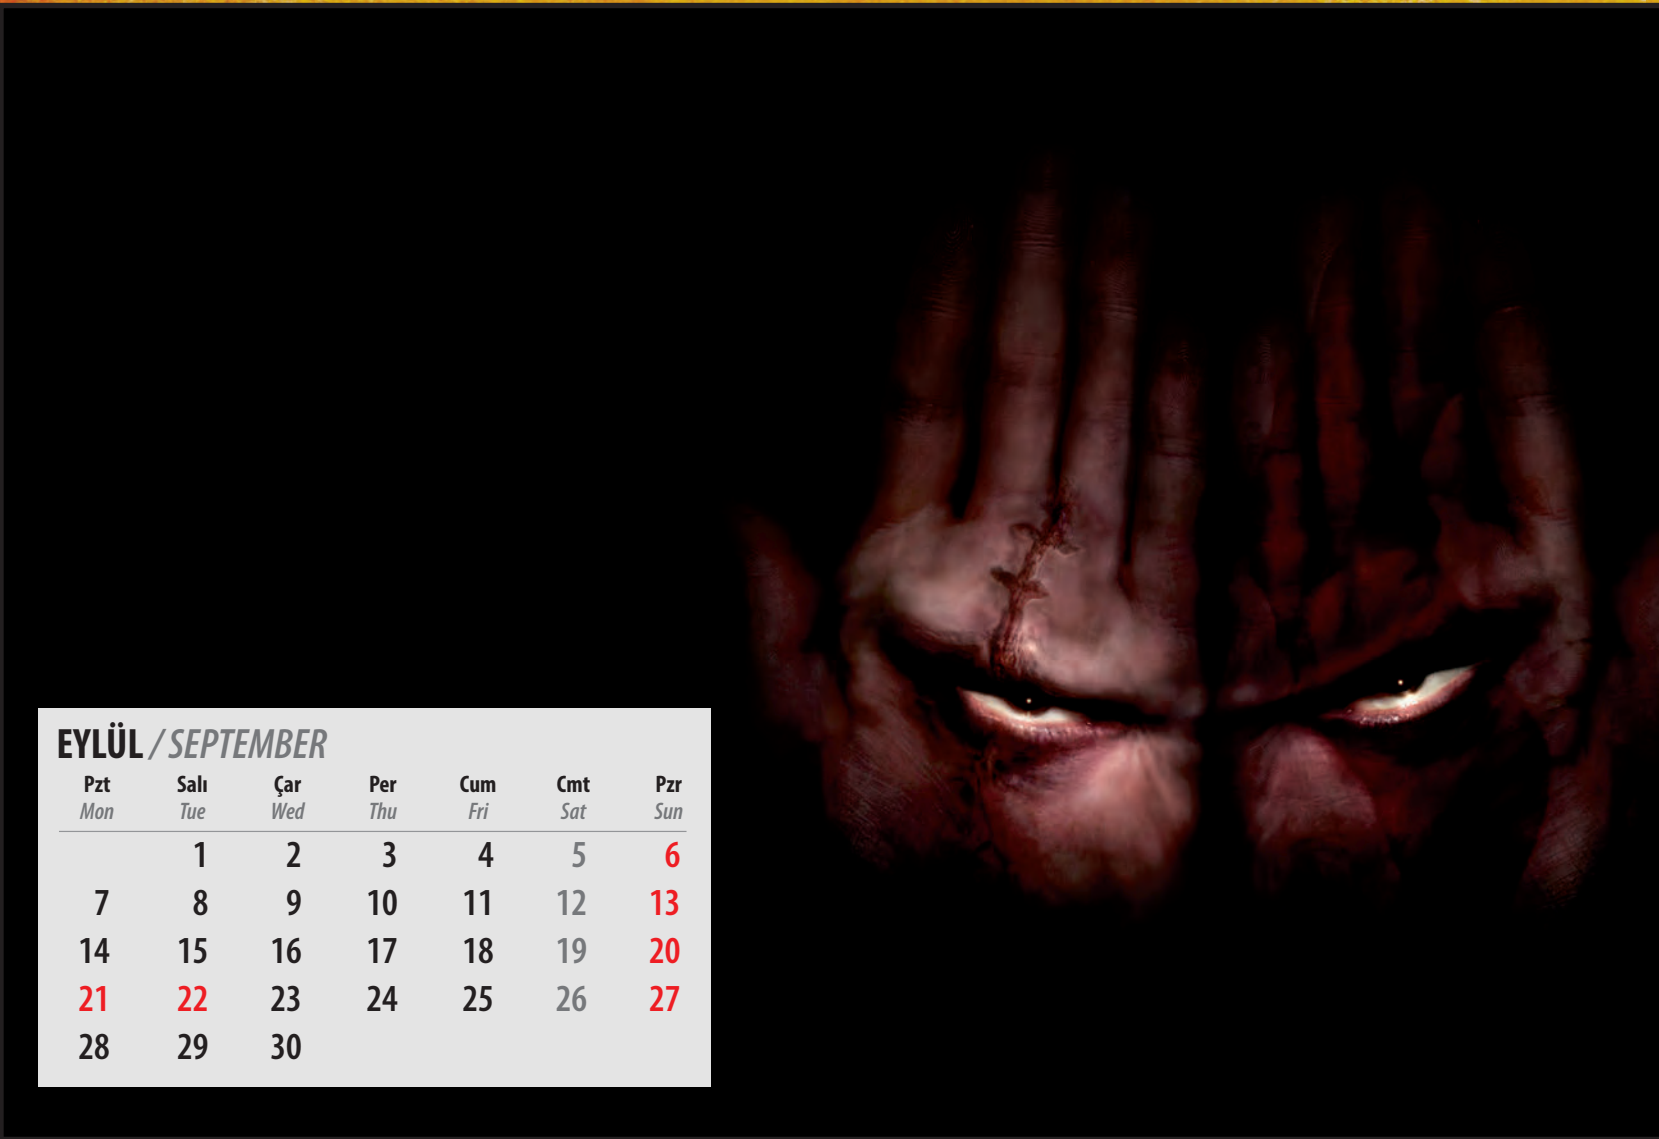 EYLÜL / SEPTEMBER
Pzt Salı Çar Per Cum Cmt Pzr
Mon Tue Wed Thu Fri Sat Sun
1 2 3 4 5 6
7 8 9 10 11 12 13
14 15 16 17 18 19 20
21 22 23 24 25 26 27
28 29 30